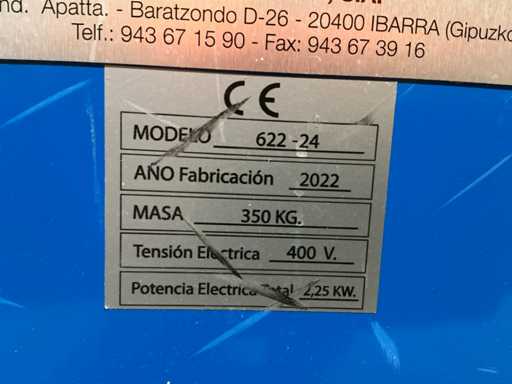 nd. Apatta. - Baratzondo D-26 - 20400 IBARRA (Gipuzko
Telf.: 943 67 15 90 - Fax: 943 67 39 16
CE
MODELO 622 -24
AÑO Fabricación 2022
MASA 350 KG.
Tensión Electrica 400 V.
Potencia Electrica Total 2,25 KW.